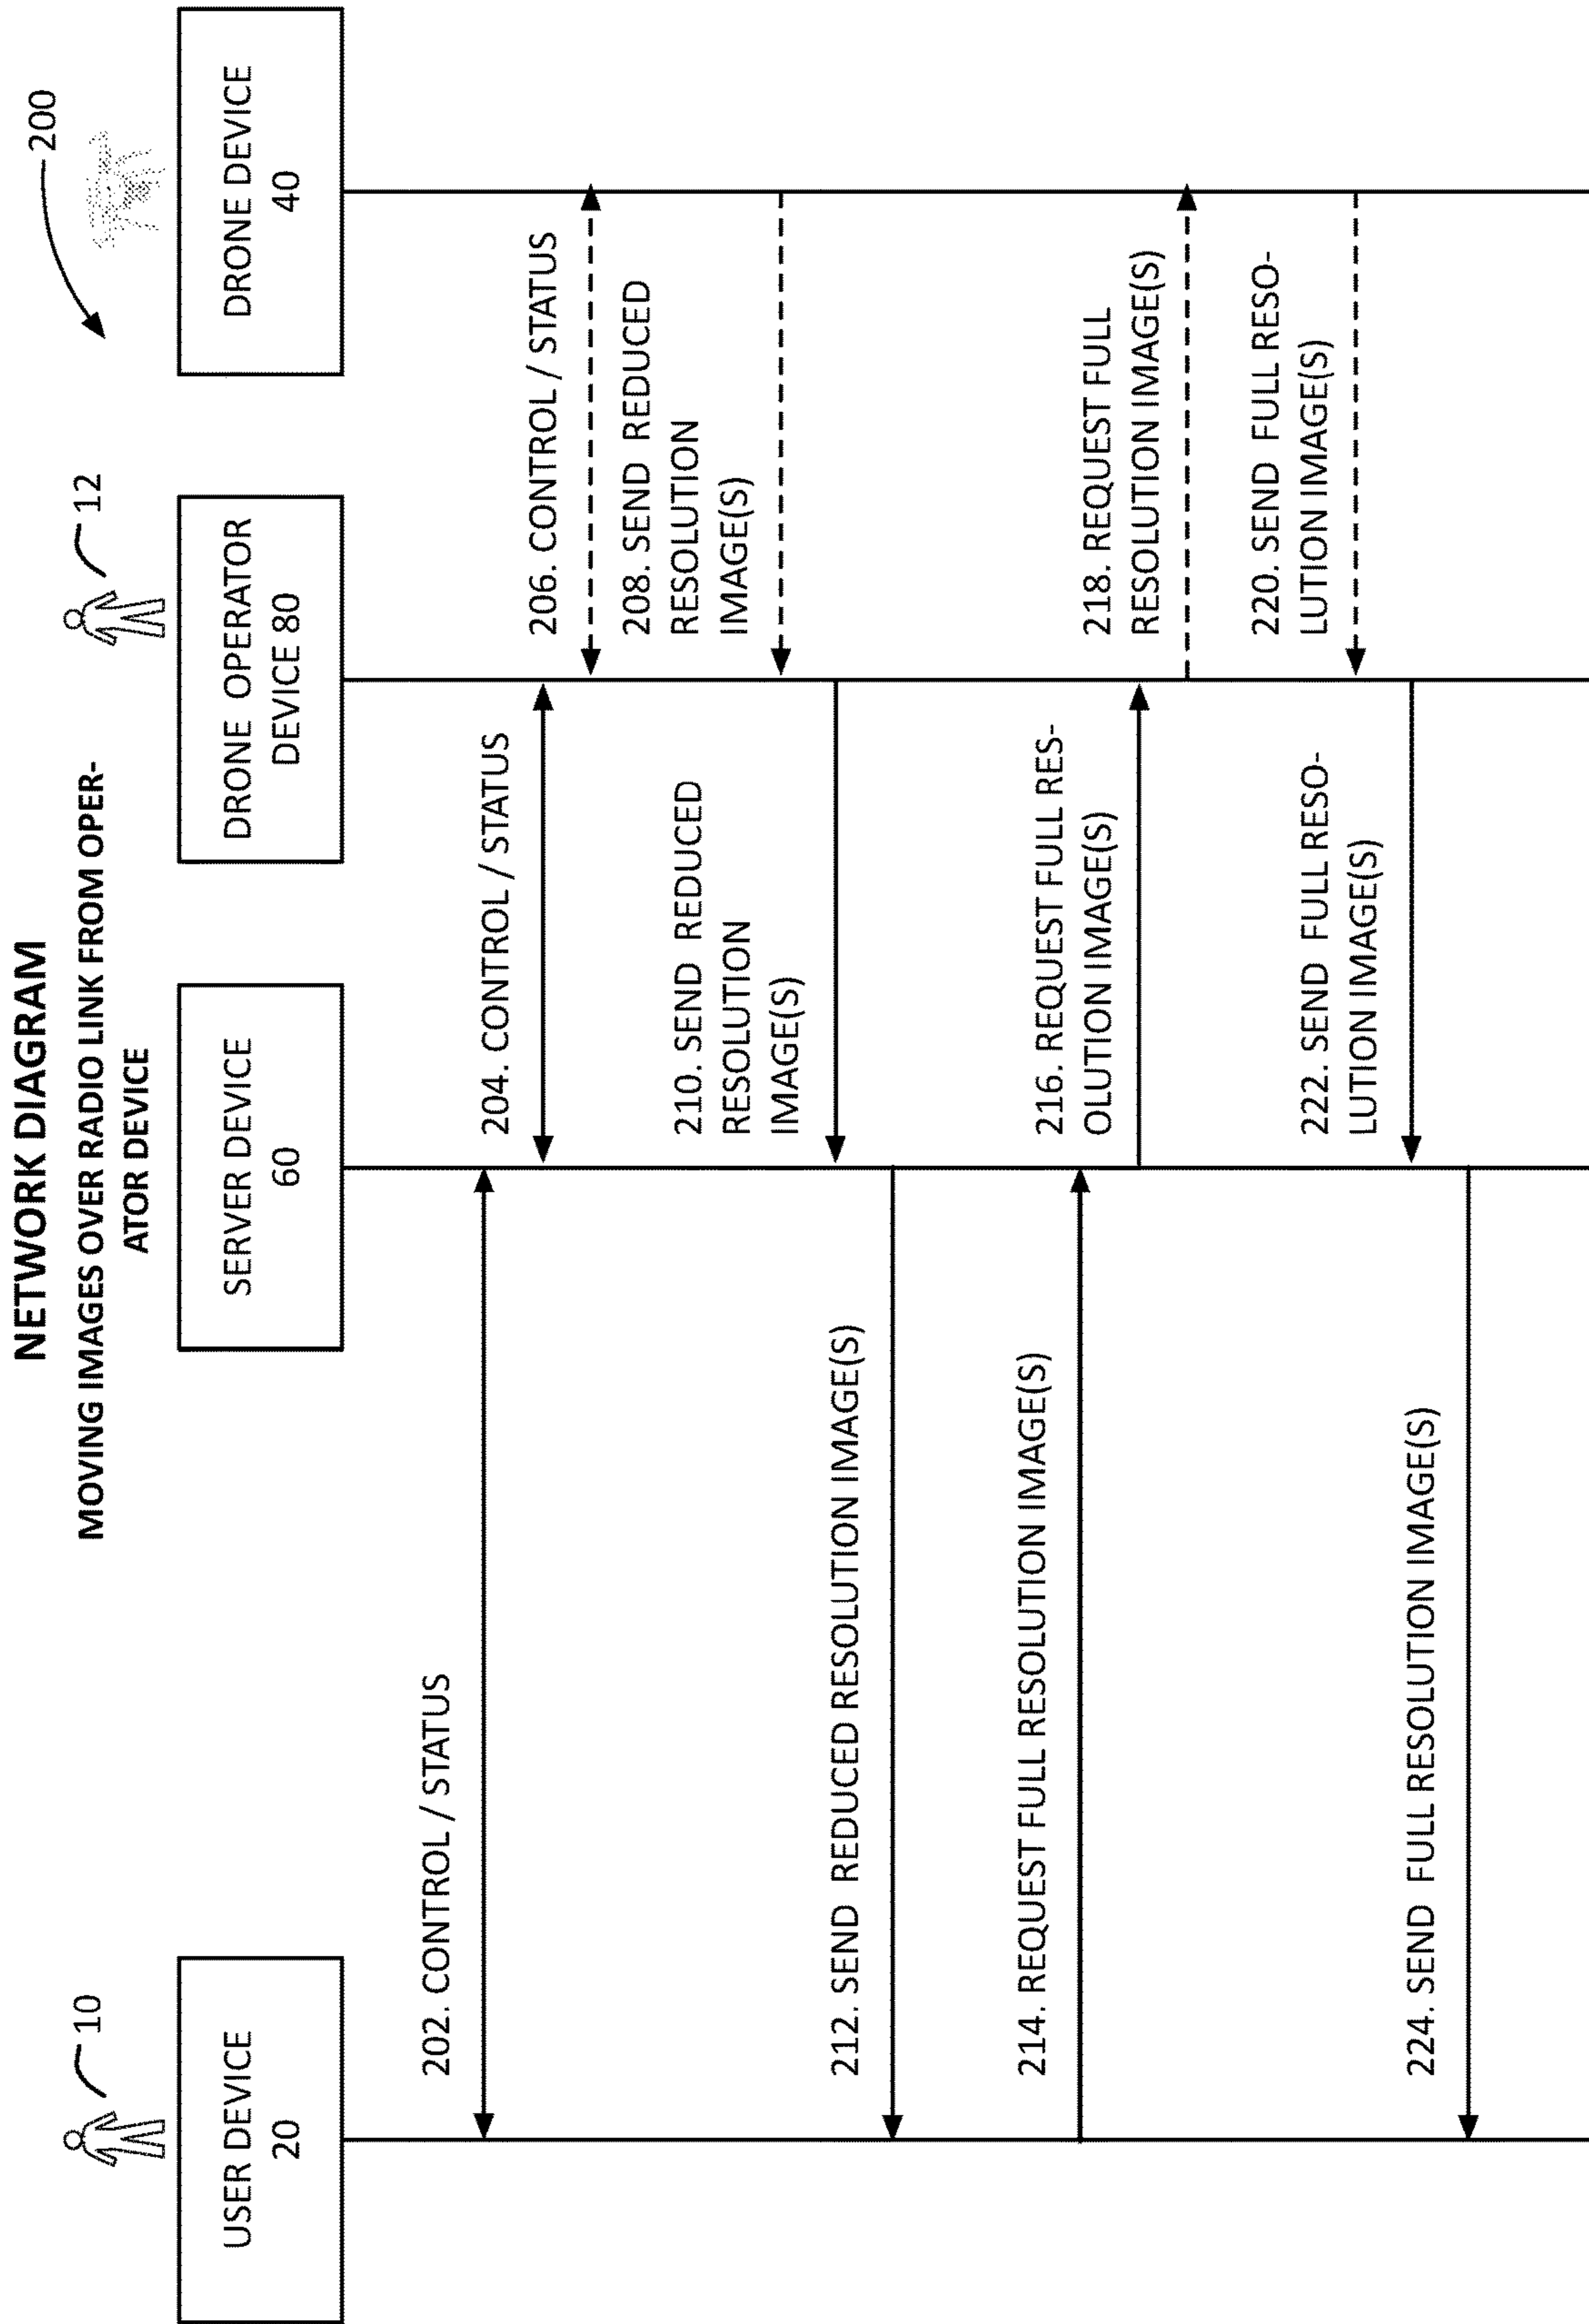 NETWORK DIAGRAM
MOVING IMAGES OVER RADIO LINK FROM OPER-
ATOR DEVICE
10
12
200
USER DEVICE
20
SERVER DEVICE
60
DRONE OPERATOR
DEVICE 80
DRONE DEVICE
40
202. CONTROL / STATUS
204. CONTROL / STATUS
206. CONTROL / STATUS
208. SEND REDUCED
RESOLUTION
IMAGE(S)
210. SEND REDUCED
RESOLUTION
IMAGE(S)
212. SEND REDUCED RESOLUTION IMAGE(S)
214. REQUEST FULL RESOLUTION IMAGE(S)
216. REQUEST FULL RES-
OLUTION IMAGE(S)
218. REQUEST FULL
RESOLUTION IMAGE(S)
220. SEND FULL RESO-
LUTION IMAGE(S)
222. SEND FULL RESO-
LUTION IMAGE(S)
224. SEND FULL RESOLUTION IMAGE(S)